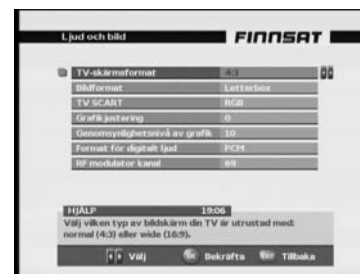 Ljud och bild
FINNSAT
TV-skärmsformat 4:3
Bildformat Letterbox
TV SCART RGB
Grafikjustering 0
Genomsynlighetsnivå av grafik 10
Format för digitalt ljud PCM
RF modulator kanal 69
HJÄLP 19:06
Välj vilken typ av bildskärm din TV är utrustad med:
normal (4:3) eller wide (16:9).
Välj OK Bekräfta EXIT Tillbaka